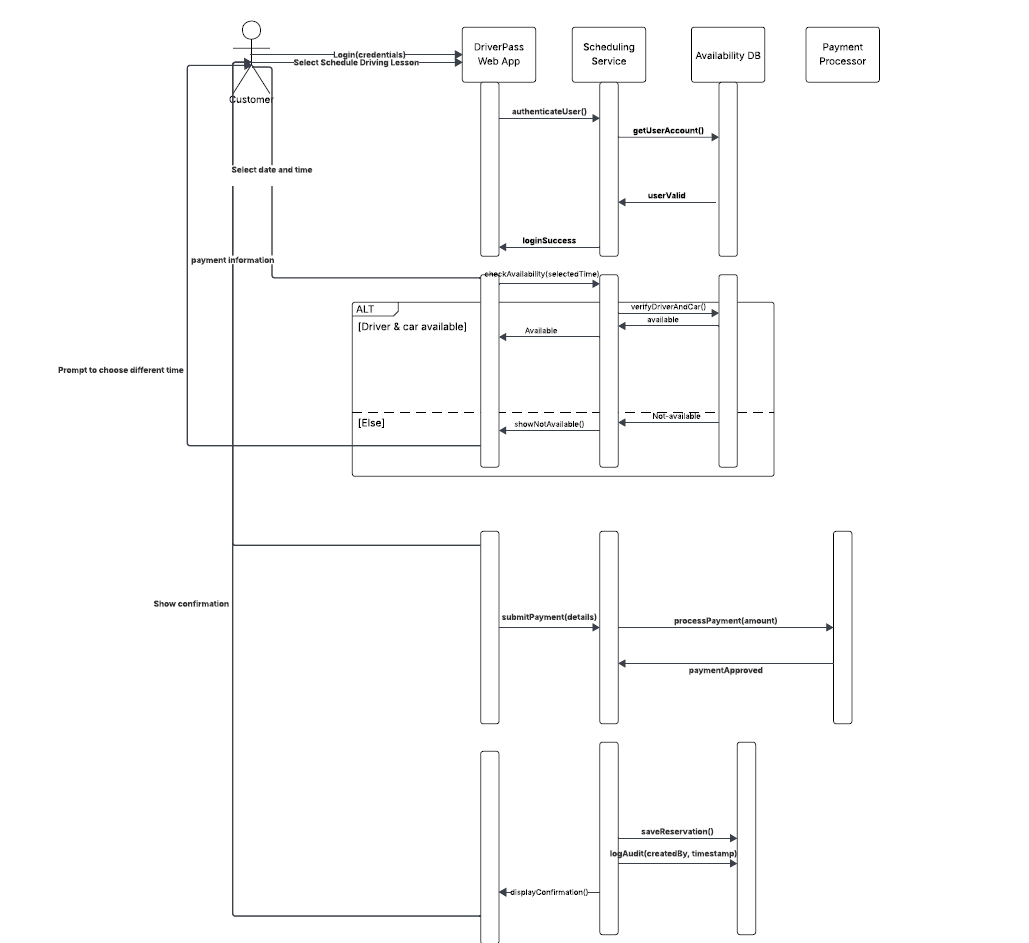 DriverPass
Web App
Scheduling
Service
Availability DB
Payment
Processor
Login(credentials)
Select Schedule Driving Lesson
Customer
authenticateUser()
getUserAccount()
Select date and time
userValid
loginSuccess
payment information
checkAvailability(selectedTime)
ALT
verifyDriverAndCar()
[Driver & car available]
available
Available
Prompt to choose different time
Not-available
[Else]
showNotAvailable()
Show confirmation
submitPayment(details)
processPayment(amount)
paymentApproved
saveReservation()
logAudit(createdBy, timestamp)
displayConfirmation()